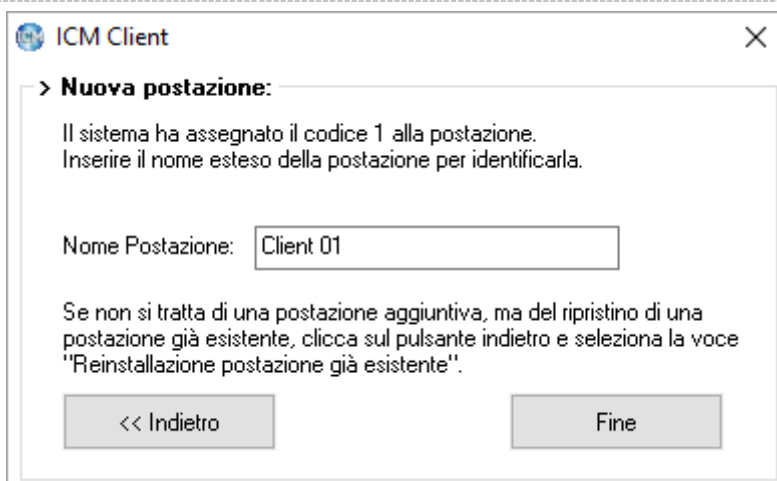 ICM Client
> Nuova postazione:
Il sistema ha assegnato il codice 1 alla postazione.
Inserire il nome esteso della postazione per identificarla.
Nome Postazione: Client 01
Se non si tratta di una postazione aggiuntiva, ma del ripristino di una
postazione già esistente, clicca sul pulsante indietro e seleziona la voce
"Reinstallazione postazione già esistente".
<< Indietro Fine